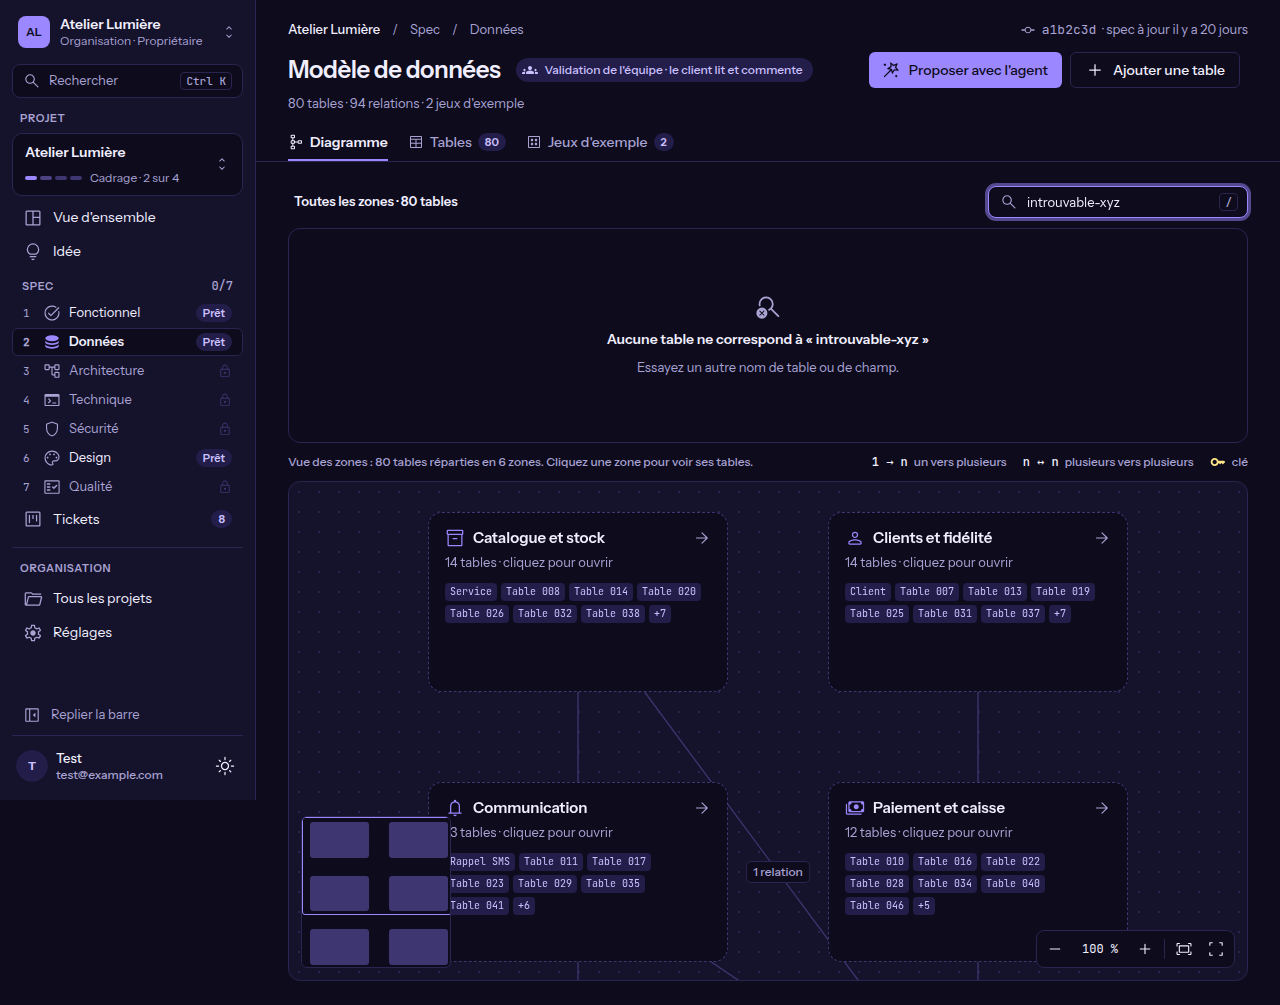 AL
Atelier Lumière
Organisation · Propriétaire
Rechercher
Ctrl K
PROJET
Atelier Lumière
Cadrage · 2 sur 4
Vue d'ensemble
Idée
SPEC 0/7
1 Fonctionnel Prêt
2 Données Prêt
3 Architecture
4 Technique
5 Sécurité
6 Design Prêt
7 Qualité
Tickets 8
ORGANISATION
Tous les projets
Réglages
Replier la barre
T
Test
test@example.com
Atelier Lumière / Spec / Données
a1b2c3d · spec à jour il y a 20 jours
Modèle de données
Validation de l'équipe · le client lit et commente
Proposer avec l'agent
Ajouter une table
80 tables · 94 relations · 2 jeux d'exemple
Diagramme
Tables 80
Jeux d'exemple 2
Toutes les zones · 80 tables
introuvable-xyz /
Aucune table ne correspond à « introuvable-xyz »
Essayez un autre nom de table ou de champ.
Vue des zones : 80 tables réparties en 6 zones. Cliquez une zone pour voir ses tables.
1 → n un vers plusieurs
n ↔ n plusieurs vers plusieurs
clé
Catalogue et stock
14 tables · cliquez pour ouvrir
Service Table 008 Table 014 Table 020
Table 026 Table 032 Table 038 +7
Clients et fidélité
14 tables · cliquez pour ouvrir
Client Table 007 Table 013 Table 019
Table 025 Table 031 Table 037 +7
Communication
3 tables · cliquez pour ouvrir
Rappel SMS Table 011 Table 017
Table 023 Table 029 Table 035
Table 041 +6
1 relation
Paiement et caisse
12 tables · cliquez pour ouvrir
Table 010 Table 016 Table 022
Table 028 Table 034 Table 040
Table 046 +5
100 %